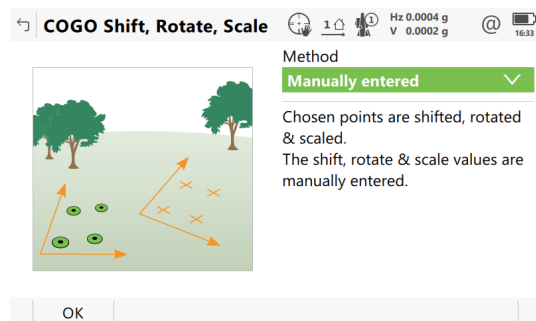 COGO Shift, Rotate, Scale
1
1
Hz 0.0004 g
V 0.0002 g
@
16:33
Method
Manually entered
Chosen points are shifted, rotated
& scaled.
The shift, rotate & scale values are
manually entered.
OK